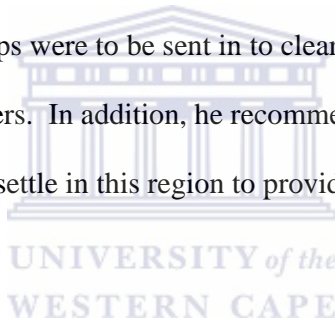 ps were to be sent in to clear
ers.  In addition, he recomme
settle in this region to provid
UNIVERSITY of the
WESTERN CAPE